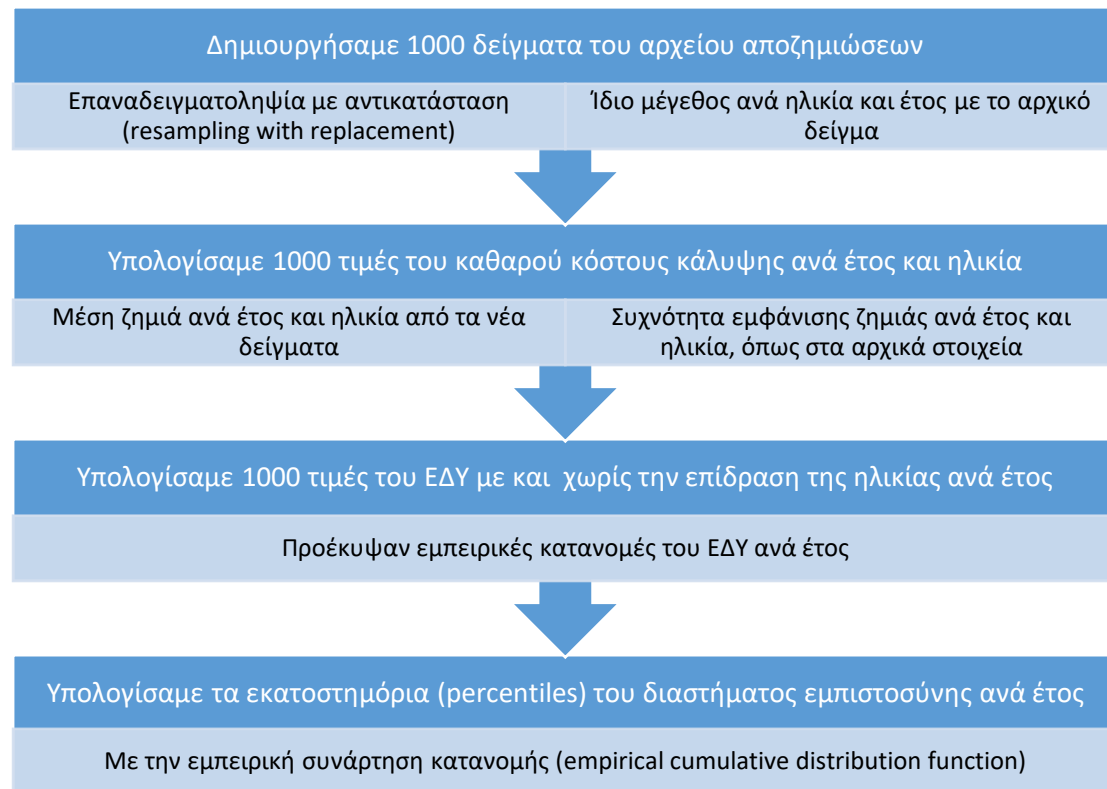 Δημιουργήσαμε 1000 δείγματα του αρχείου αποζημιώσεων
Επαναδειγματοληψία με αντικατάσταση
(resampling with replacement)
Ίδιο μέγεθος ανά ηλικία και έτος με το αρχικό
δείγμα
Υπολογίσαμε 1000 τιμές του καθαρού κόστους κάλυψης ανά έτος και ηλικία
Μέση ζημιά ανά έτος και ηλικία από τα νέα
δείγματα
Συχνότητα εμφάνισης ζημιάς ανά έτος και
ηλικία, όπως στα αρχικά στοιχεία
Υπολογίσαμε 1000 τιμές του ΕΔΥ με και  χωρίς την επίδραση της ηλικίας ανά έτος
Προέκυψαν εμπειρικές κατανομές του ΕΔΥ ανά έτος
Υπολογίσαμε τα εκατοστημόρια (percentiles) του διαστήματος εμπιστοσύνης ανά έτος
Με την εμπειρική συνάρτηση κατανομής (empirical cumulative distribution function)